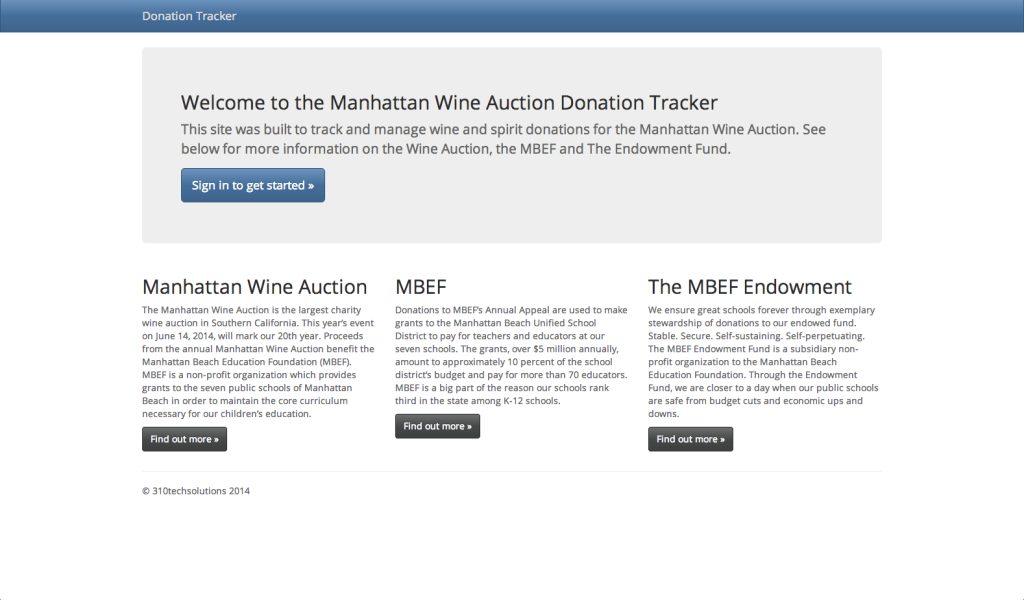 Donation Tracker
Welcome to the Manhattan Wine Auction Donation Tracker
This site was built to track and manage wine and spirit donations for the Manhattan Wine Auction. See
below for more information on the Wine Auction, the MBEF and The Endowment Fund.
Sign in to get started »
Manhattan Wine Auction
The Manhattan Wine Auction is the largest charity
wine auction in Southern California. This year's event
on June 14, 2014, will mark our 20th year. Proceeds
from the annual Manhattan Wine Auction benefit the
Manhattan Beach Education Foundation (MBEF).
MBEF is a non-profit organization which provides
grants to the seven public schools of Manhattan
Beach in order to maintain the core curriculum
necessary for our children's education.
Find out more »
MBEF
Donations to MBEF's Annual Appeal are used to make
grants to the Manhattan Beach Unified School
District to pay for teachers and educators at our
seven schools. The grants, over $5 million annually,
amount to approximately 10 percent of the school
district's budget and pay for more than 70 educators.
MBEF is a big part of the reason our schools rank
third in the state among K-12 schools.
Find out more »
The MBEF Endowment
We ensure great schools forever through exemplary
stewardship of donations to our endowed fund.
Stable. Secure. Self-sustaining. Self-perpetuating.
The MBEF Endowment Fund is a subsidiary non-
profit organization to the Manhattan Beach
Education Foundation. Through the Endowment
Fund, we are closer to a day when our public schools
are safe from budget cuts and economic ups and
downs.
Find out more »
© 310techsolutions 2014